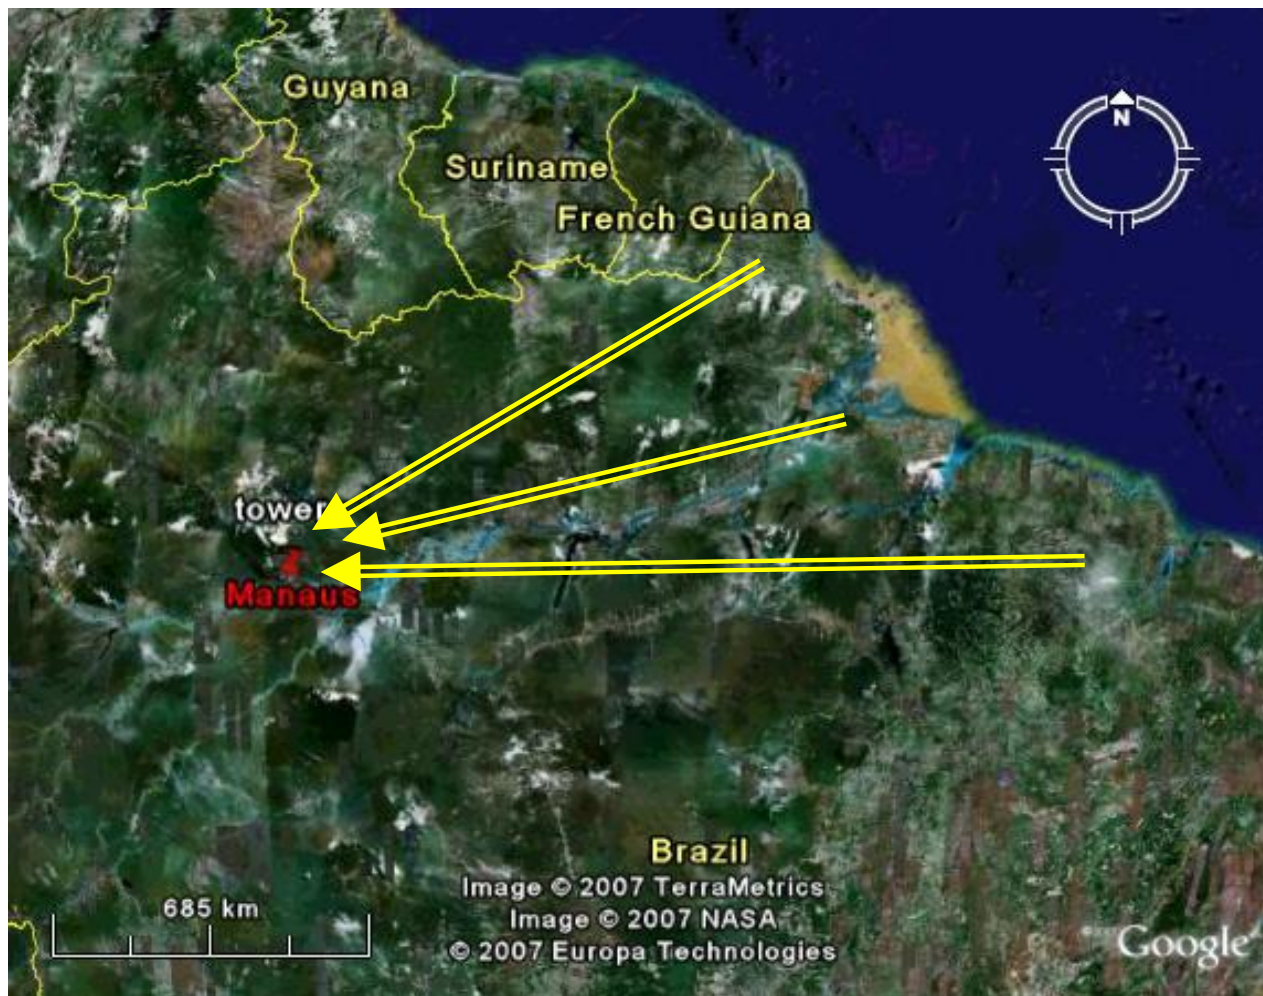 Guyana
N
Suriname
French Guiana
tower
Manaus
Brazil
Image © 2007 TerraMetrics
685 km
Image © 2007 NASA
© 2007 Europa Technologies
Google